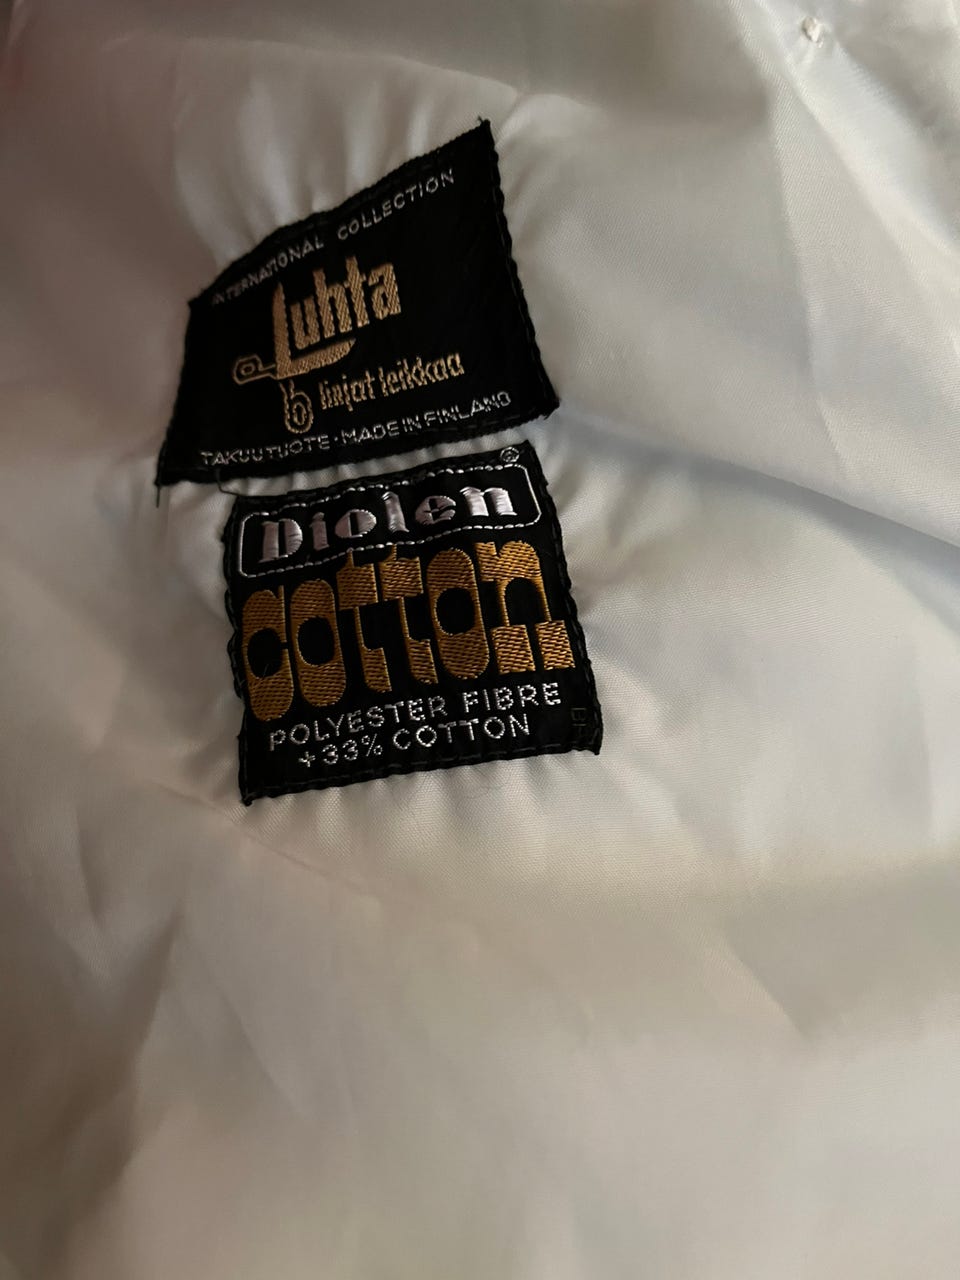 INTERNATIONAL COLLECTION
Luhta
linjat leikkaa
TAKUUTUOTE · MADE IN FINLAND
®
Diolen
cotton
POLYESTER FIBRE
+33% COTTON